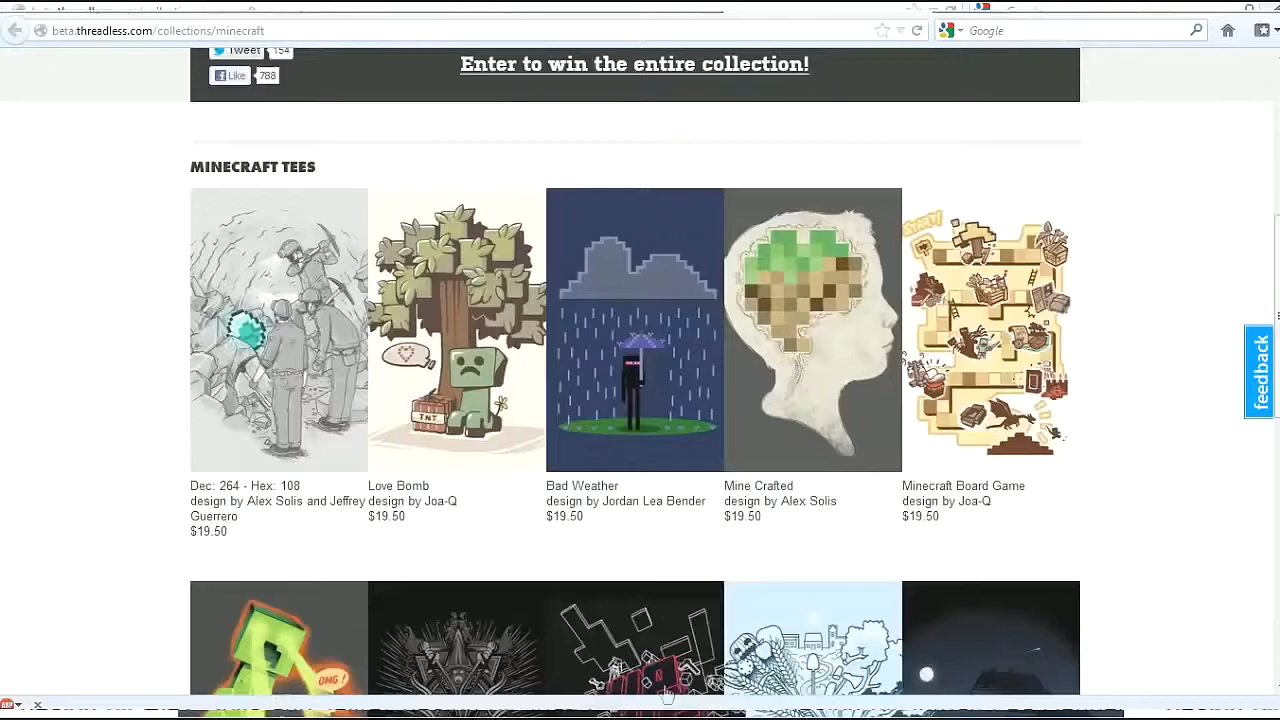 beta.threadless.com/collections/minecraft
Google
Tweet 154
Like 788
Enter to win the entire collection!
MINECRAFT TEES
START!
TNT
Dec: 264 - Hex: 108
design by Alex Solis and Jeffrey
Guerrero
$19.50
Love Bomb
design by Joa-Q
$19.50
Bad Weather
design by Jordan Lea Bender
$19.50
Mine Crafted
design by Alex Solis
$19.50
Minecraft Board Game
design by Joa-Q
$19.50
feedback
OMG!
ABP